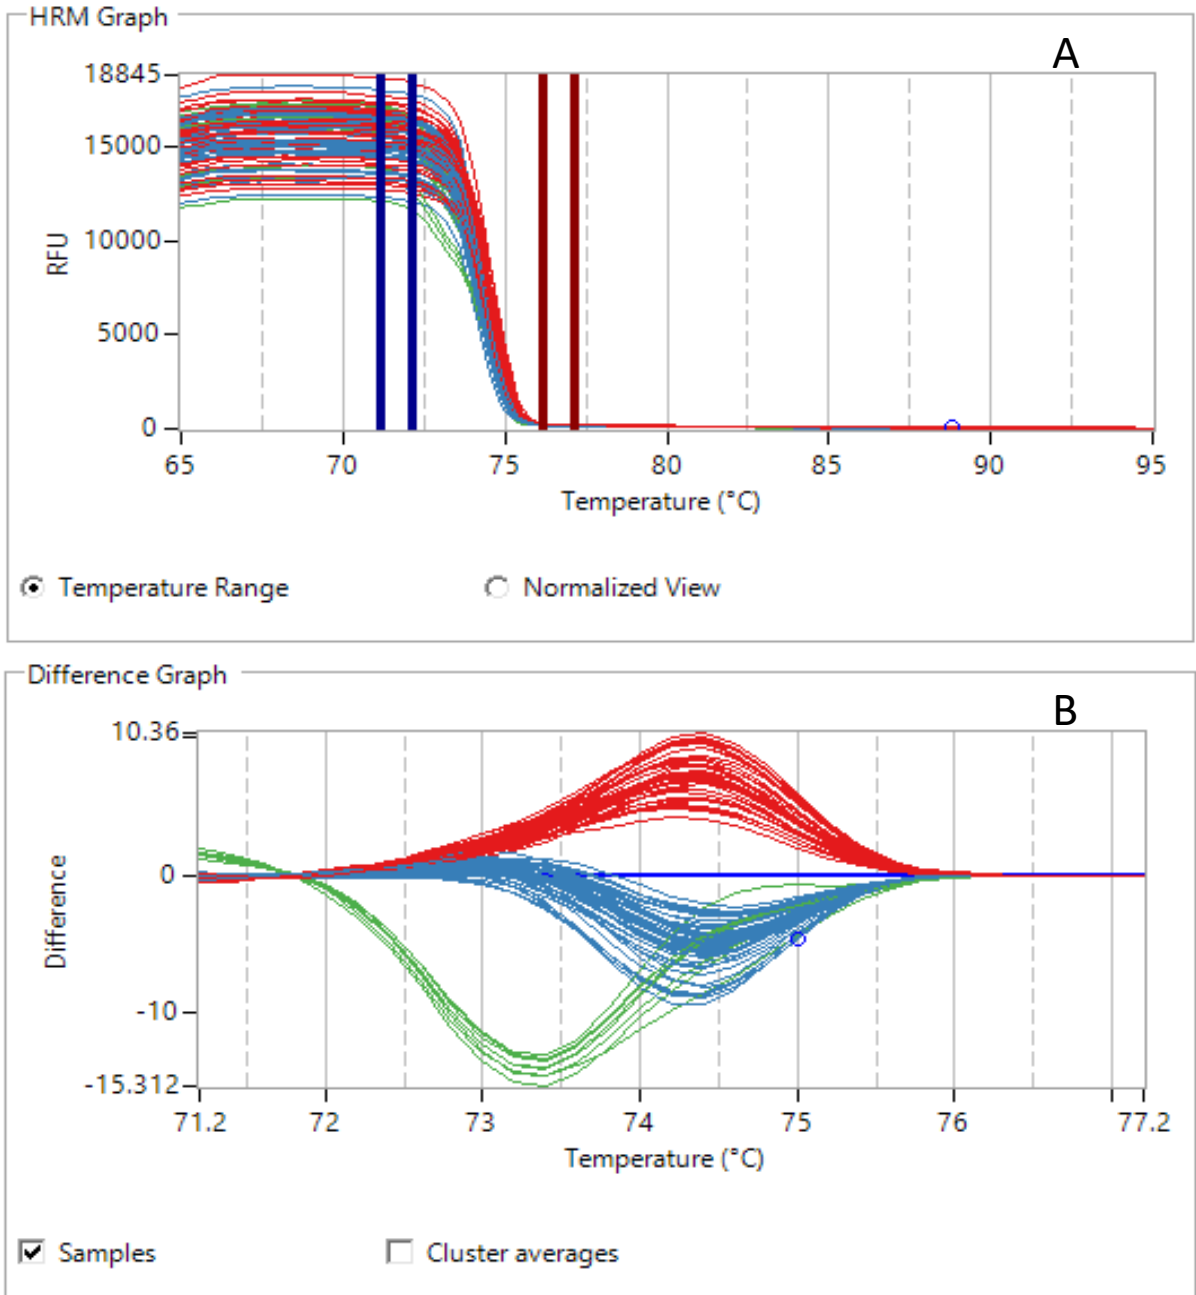 HRM Graph
A
18845
15000
10000
5000
0
RFU
65 70 75 80 85 90 95
Temperature (°C)
Temperature Range Normalized View
Difference Graph
B
10.36
0
-10
-15.312
Difference
71.2 72 73 74 75 76 77.2
Temperature (°C)
Samples Cluster averages